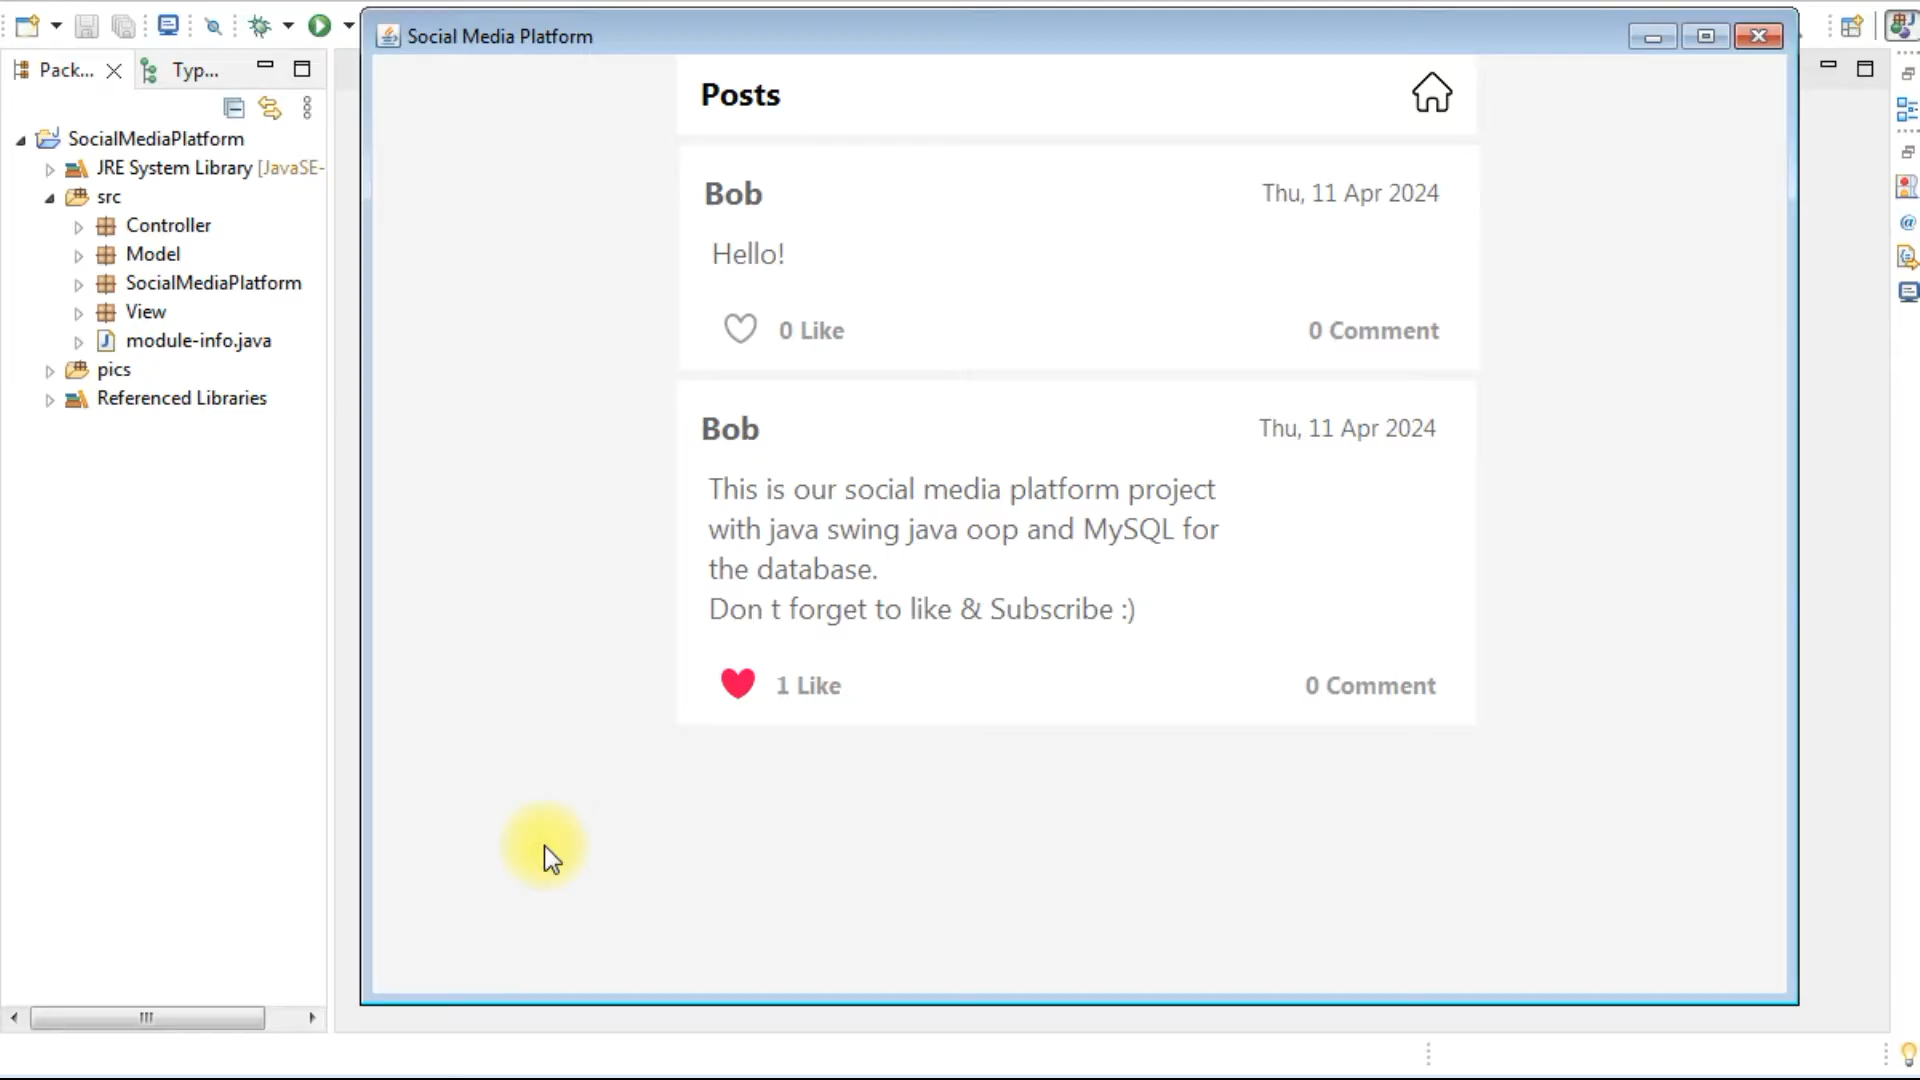 Social Media Platform
Pack...
Typ...
SocialMediaPlatform
JRE System Library [JavaSE-
src
Controller
Model
SocialMediaPlatform
View
module-info.java
pics
Referenced Libraries
Posts
Bob
Thu, 11 Apr 2024
Hello!
0 Like
0 Comment
Bob
Thu, 11 Apr 2024
This is our social media platform project
with java swing java oop and MySQL for
the database.
Don t forget to like & Subscribe :)
1 Like
0 Comment